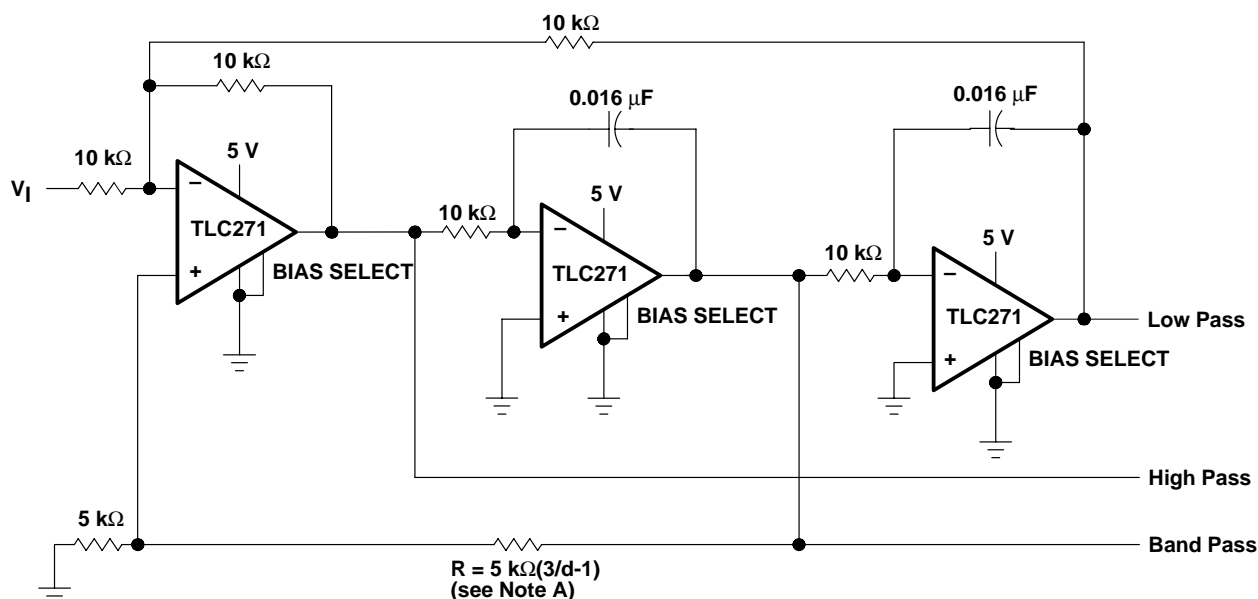 10 kΩ
10 kΩ
0.016 μF
0.016 μF
10 kΩ
5 V
VI
−
TLC271
+
BIAS SELECT
10 kΩ
5 V
−
TLC271
+
BIAS SELECT
10 kΩ
5 V
−
TLC271
+
BIAS SELECT
Low Pass
High Pass
5 kΩ
Band Pass
R = 5 kΩ(3/d-1)
(see Note A)